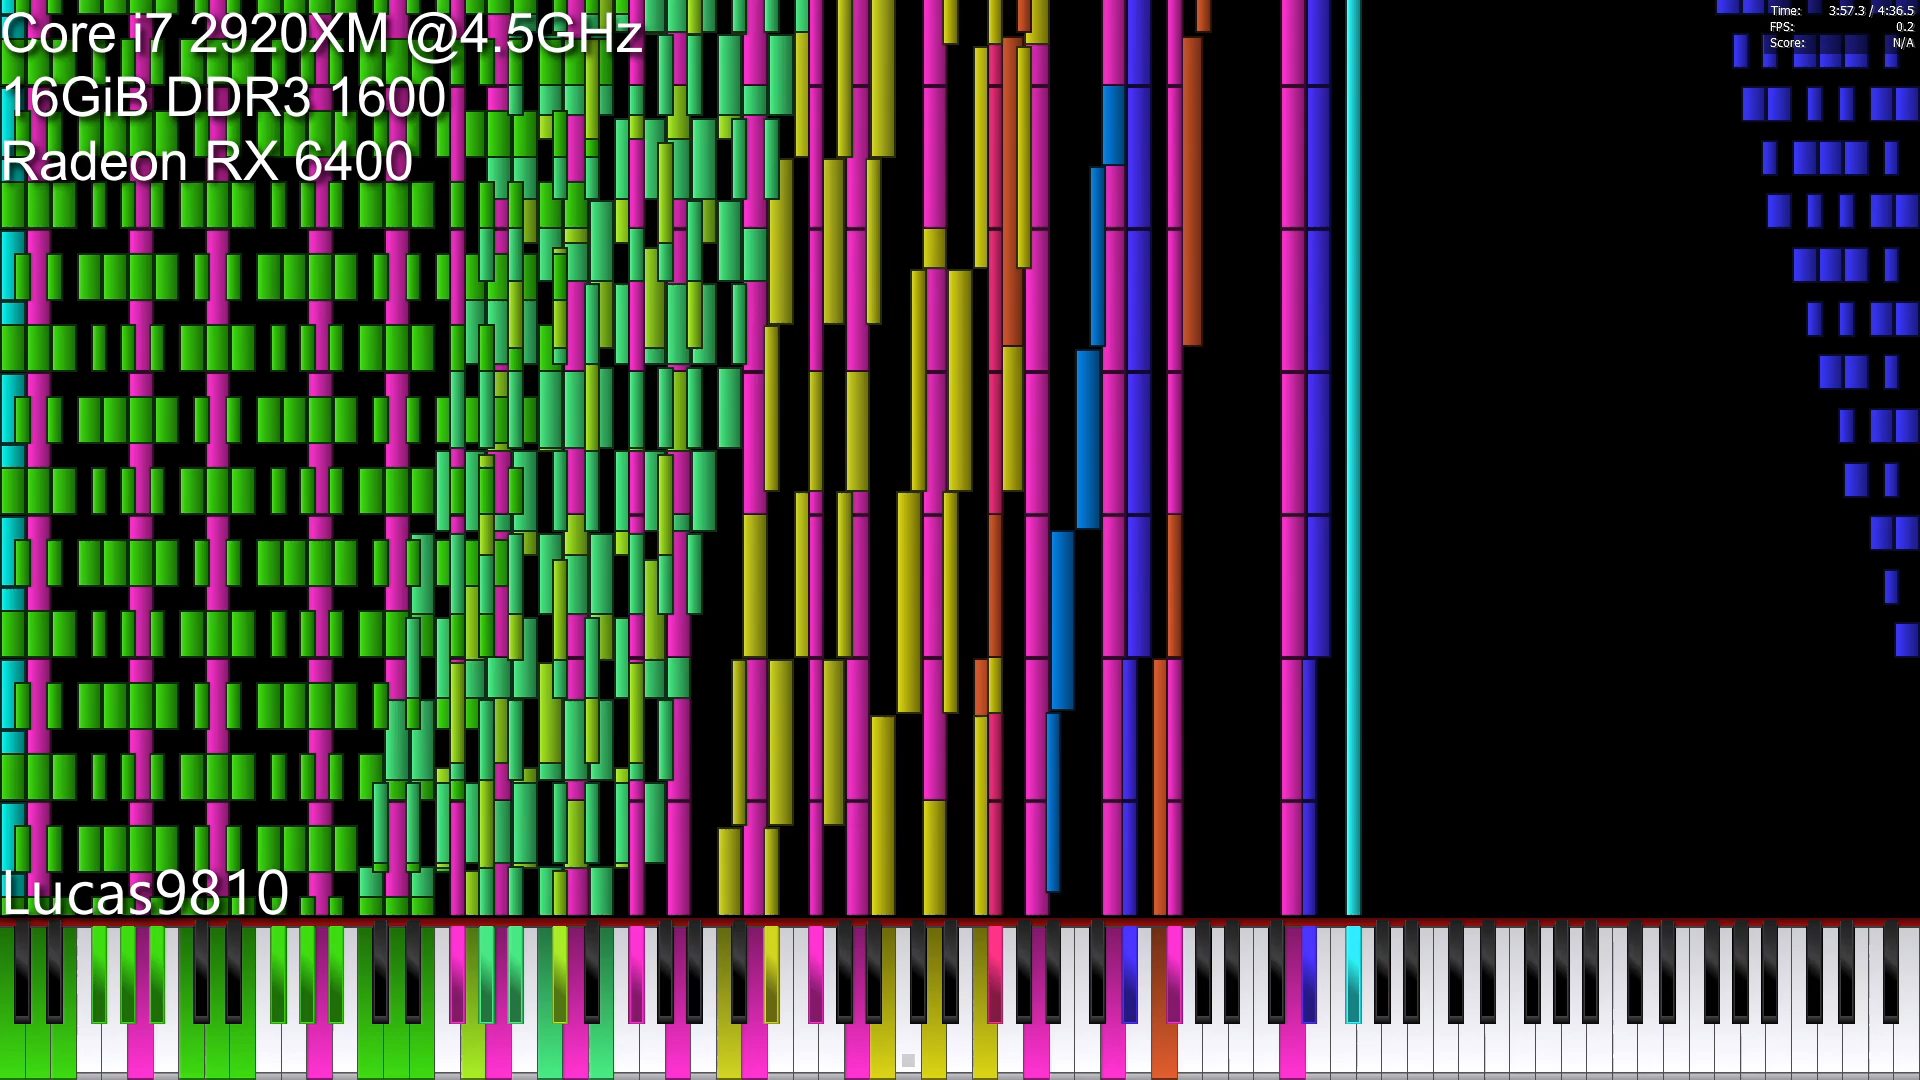 Core i7 2920XM @4.5GHz
16GiB DDR3 1600
Radeon RX 6400
Time: 3:57.3 / 4:36.5
FPS: 0.2
Score: N/A
Lucas9810